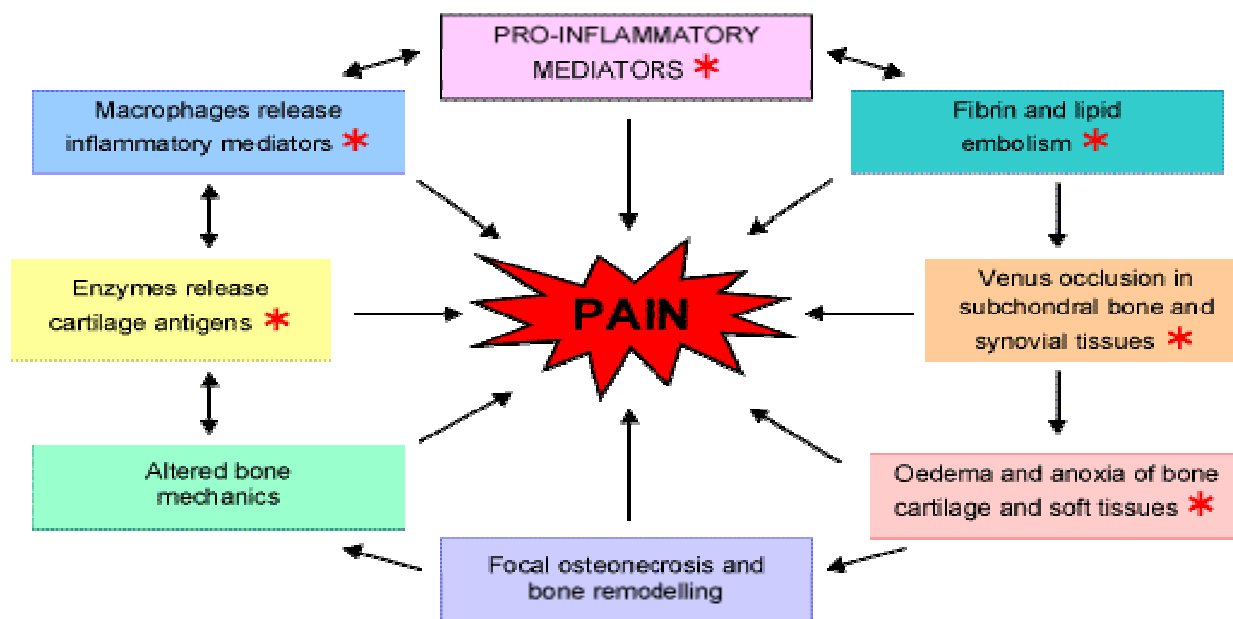 PRO-INFLAMMATORY
MEDIATORS *
Macrophages release
inflammatory mediators *
Fibrin and lipid
embolism *
Enzymes release
cartilage antigens *
PAIN
Venus occlusion in
subchondral bone and
synovial tissues *
Altered bone
mechanics
Oedema and anoxia of bone
cartilage and soft tissues *
Focal osteonecrosis and
bone remodelling